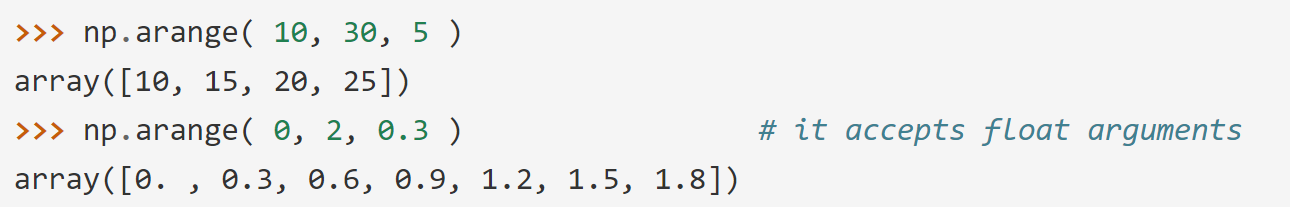 >>> np.arange( 10, 30, 5 )
array([10, 15, 20, 25])
>>> np.arange( 0, 2, 0.3 )                 # it accepts float arguments
array([0. , 0.3, 0.6, 0.9, 1.2, 1.5, 1.8])